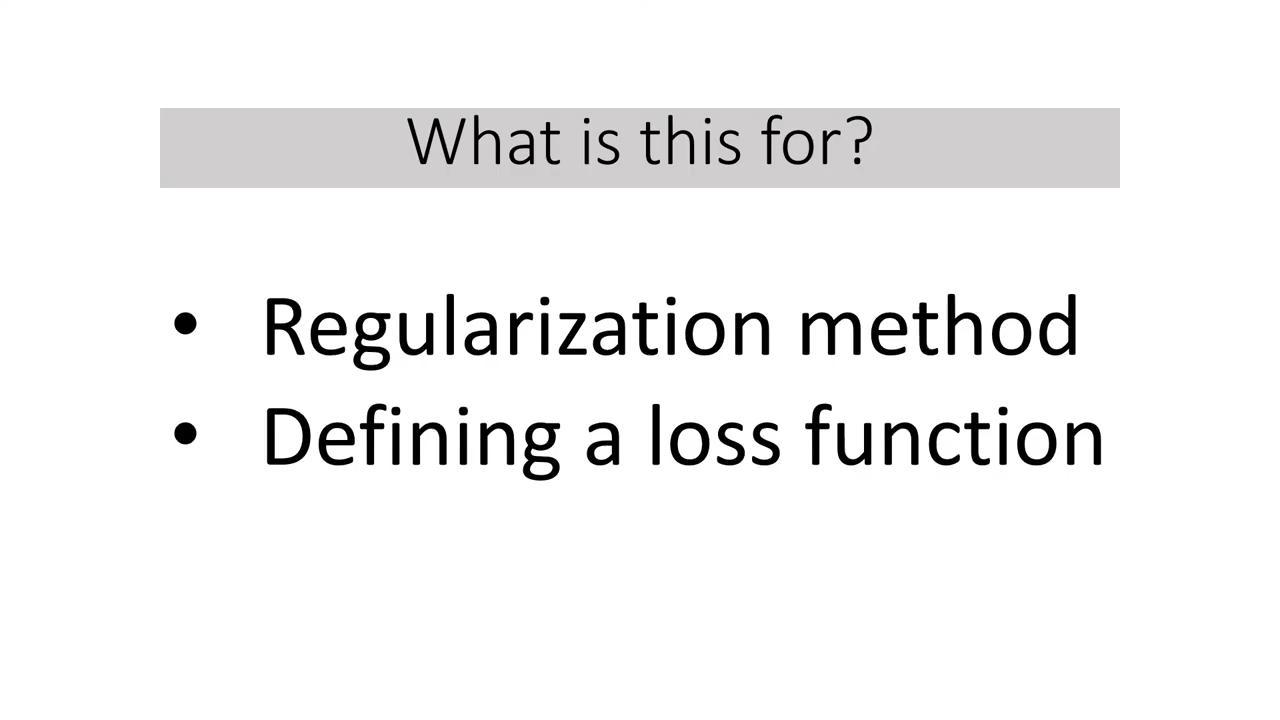 What is this for?
• Regularization method
• Defining a loss function